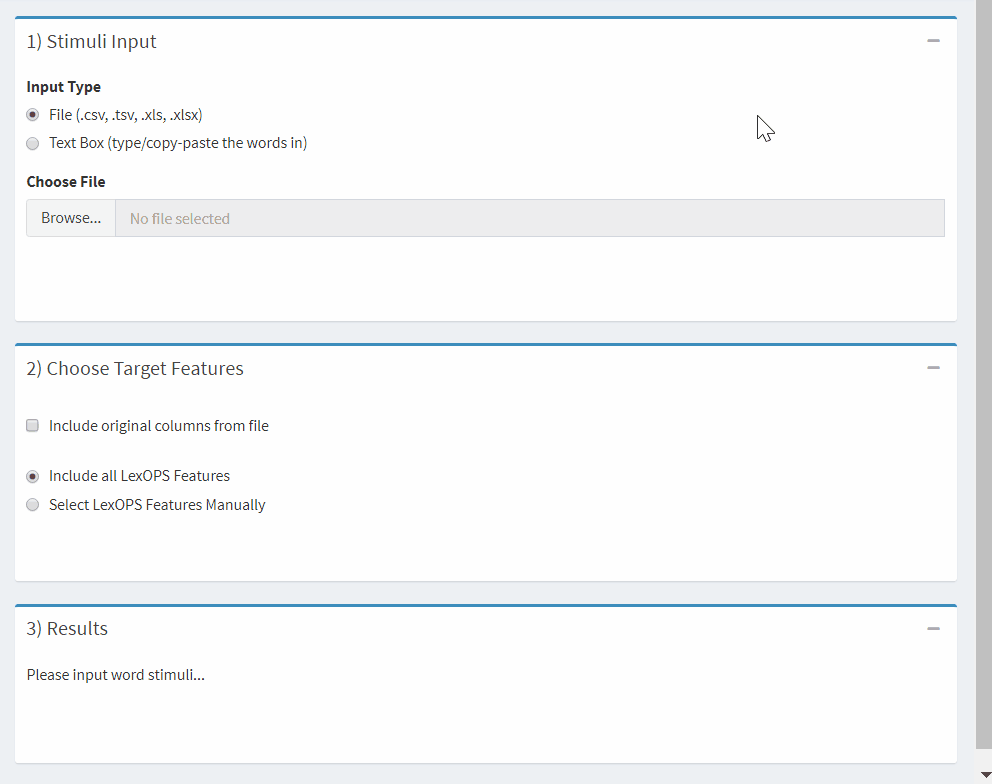 1) Stimuli Input
Input Type
File (.csv, .tsv, .xls, .xlsx)
Text Box (type/copy-paste the words in)
Choose File
Browse...
No file selected
2) Choose Target Features
Include original columns from file
Include all LexOPS Features
Select LexOPS Features Manually
3) Results
Please input word stimuli...